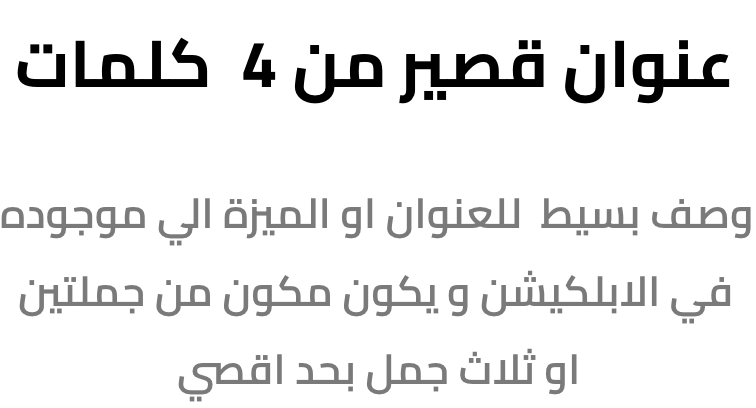 عنوان قصير من 4 كلمات
وصف بسيط للعنوان او الميزة الي موجوده
في الابلكيشن و يكون مكون من جملتين
او ثلاث جمل بحد اقصي